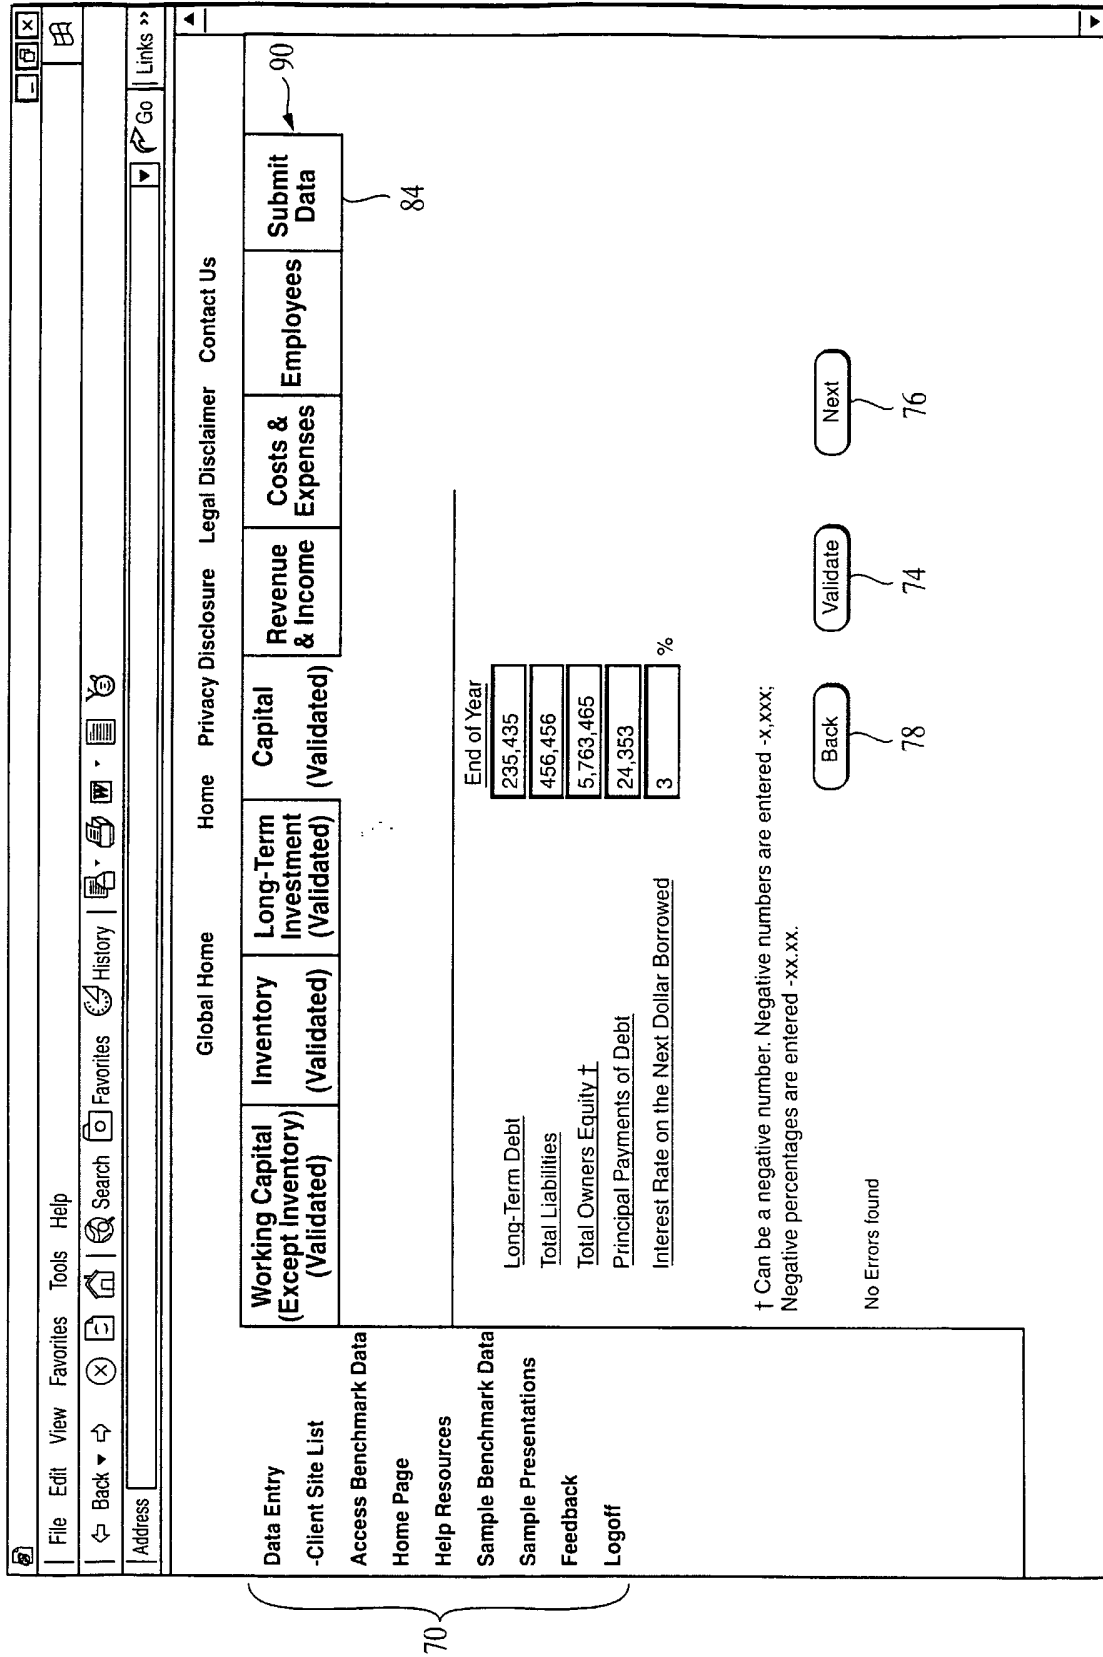 File Edit View Favorites Tools Help
Back Search Favorites History
Address Go Links »
Global Home Home Privacy Disclosure Legal Disclaimer Contact Us
Data Entry
-Client Site List
Access Benchmark Data
Home Page
Help Resources
Sample Benchmark Data
Sample Presentations
Feedback
Logoff
70
Working Capital
(Except Inventory)
(Validated)
Inventory
(Validated)
Long-Term
Investment
(Validated)
Capital
(Validated)
Revenue
& Income
Costs &
Expenses
Employees
Submit
Data
90
84
End of Year
Long-Term Debt 235,435
Total Liabilities 456,456
Total Owners Equity † 5,763,465
Principal Payments of Debt 24,353
Interest Rate on the Next Dollar Borrowed 3 %
† Can be a negative number. Negative numbers are entered -x,xxx;
Negative percentages are entered -xx.xx.
No Errors found
Back Validate Next
78 74 76